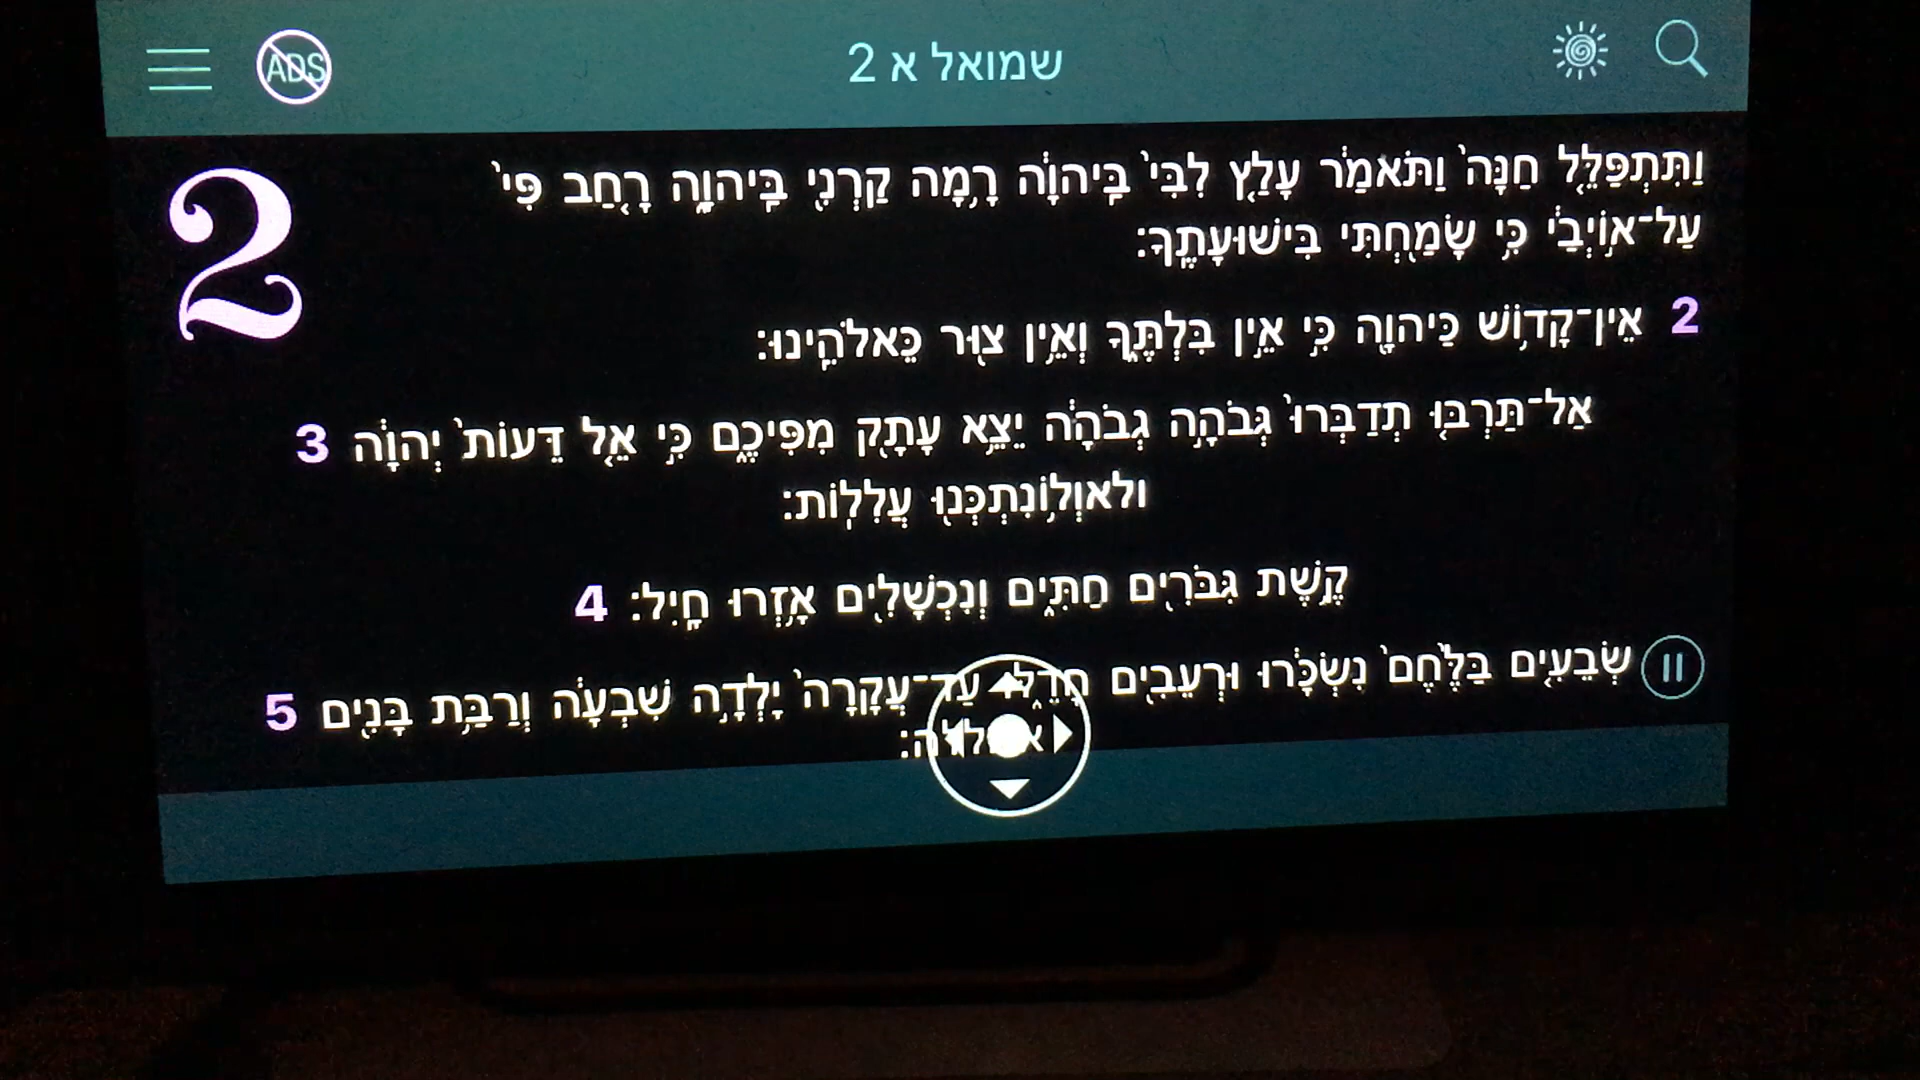 ADS
שמואל א 2
2
וַתִּתְפַּלֵּ֤ל חַנָּה֙ וַתֹּאמַ֔ר עָלַ֤ץ לִבִּי֙ בַּֽיהוָ֔ה רָ֥מָה קַרְנִ֖י בַּֽיהוָ֑ה רָ֤חַב פִּי֙
עַל־א֣וֹיְבַ֔י כִּ֥י שָׂמַ֖חְתִּי בִּישׁוּעָתֶֽךָ׃
2 אֵין־קָד֥וֹשׁ כַּיהוָ֖ה כִּ֣י אֵ֣ין בִּלְתֶּ֑ךָ וְאֵ֥ין צ֖וּר כֵּאלֹהֵֽינוּ׃
אַל־תַּרְבּ֤וּ תְדַבְּרוּ֙ גְּבֹהָ֣ה גְבֹהָ֔ה יֵצֵ֥א עָתָ֖ק מִפִּיכֶ֑ם כִּ֣י אֵ֤ל דֵּעוֹת֙ יְהוָ֔ה 3
ולאוְל֥וֹנִתְכְּנ֖וּ עֲלִלֽוֹת׃
קֶ֥שֶׁת גִּבֹּרִ֖ים חַתִּ֑ים וְנִכְשָׁלִ֖ים אָ֥זְרוּ חָֽיִל׃ 4
שְׂבֵעִ֤ים בַּלֶּ֙חֶם֙ נִשְׂכָּ֔רוּ וּרְעֵבִ֖ים עַד־עֲקָרָה֙ יָלְדָ֣ה שִׁבְעָ֔ה וְרַבַּ֥ת בָּנִ֖ים 5